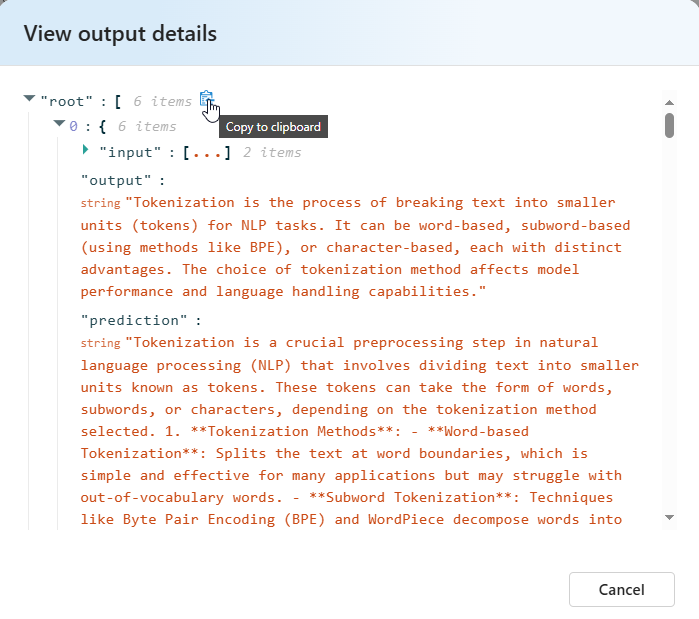 View output details
"root" : [ 6 items
Copy to clipboard
0 : { 6 items
"input" : [...] 2 items
"output" :
string "Tokenization is the process of breaking text into smaller
units (tokens) for NLP tasks. It can be word-based, subword-based
(using methods like BPE), or character-based, each with distinct
advantages. The choice of tokenization method affects model
performance and language handling capabilities."
"prediction" :
string "Tokenization is a crucial preprocessing step in natural
language processing (NLP) that involves dividing text into smaller
units known as tokens. These tokens can take the form of words,
subwords, or characters, depending on the tokenization method
selected. 1. **Tokenization Methods**: - **Word-based
Tokenization**: Splits the text at word boundaries, which is
simple and effective for many applications but may struggle with
out-of-vocabulary words. - **Subword Tokenization**: Techniques
like Byte Pair Encoding (BPE) and WordPiece decompose words into
Cancel